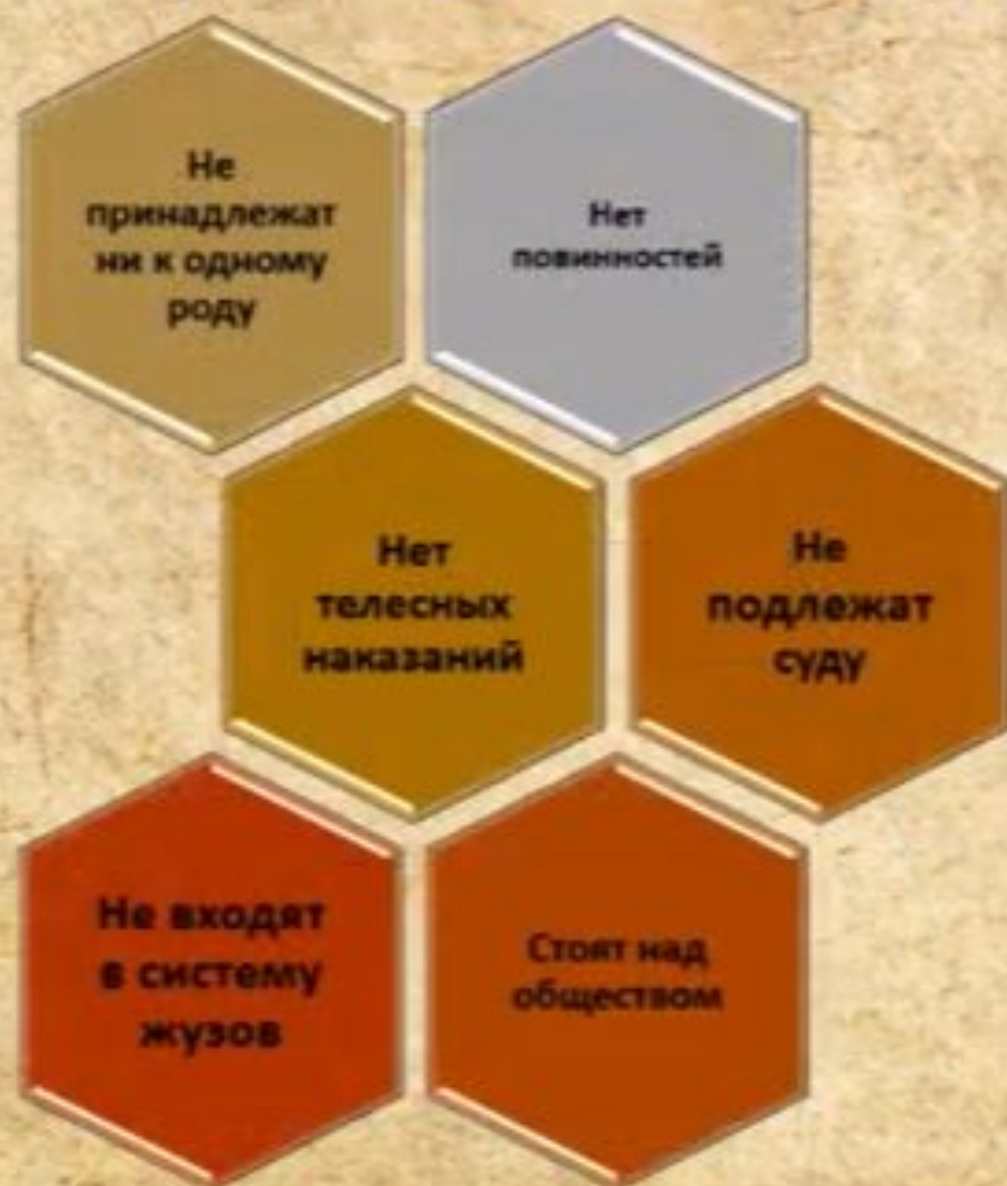 Не
принадлежат
ни к одному
роду
Нет
повинностей
Нет
телесных
наказаний
Не
подлежат
суду
Не входят
в систему
жузов
Стоят над
обществом